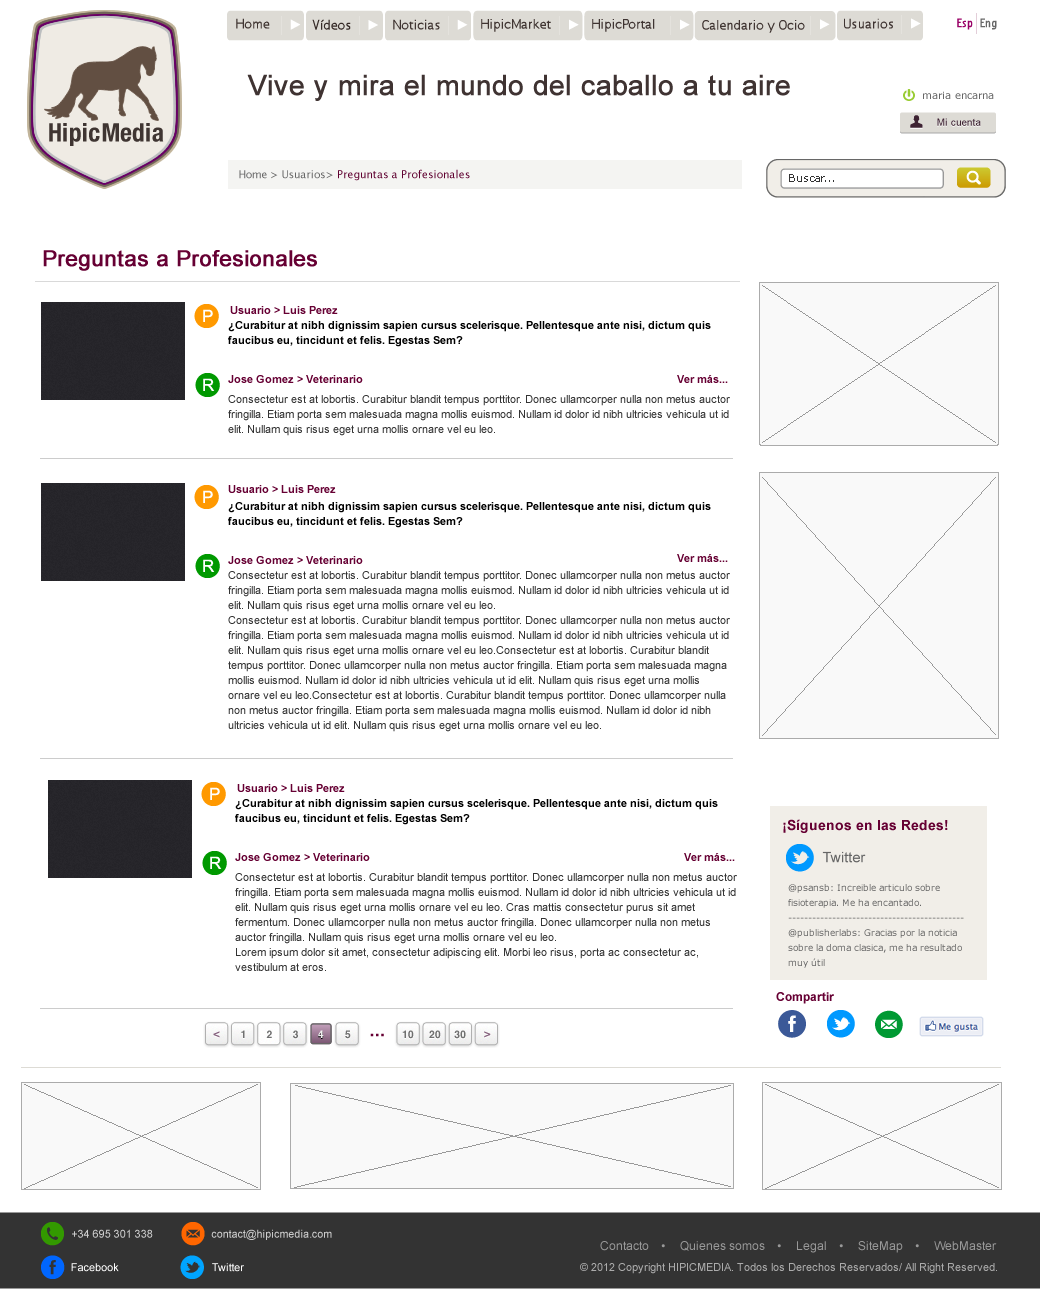 Home
Vídeos
Noticias
HipicMarket
HipicPortal
Calendario y Ocio
Usuarios
Esp Eng
HipicMedia
Vive y mira el mundo del caballo a tu aire
maria encarna
Mi cuenta
Home > Usuarios> Preguntas a Profesionales
Buscar...
Preguntas a Profesionales
P
Usuario > Luis Perez
¿Curabitur at nibh dignissim sapien cursus scelerisque. Pellentesque ante nisi, dictum quis
faucibus eu, tincidunt et felis. Egestas Sem?
R
Jose Gomez > Veterinario
Ver más...
Consectetur est at lobortis. Curabitur blandit tempus porttitor. Donec ullamcorper nulla non metus auctor
fringilla. Etiam porta sem malesuada magna mollis euismod. Nullam id dolor id nibh ultricies vehicula ut id
elit. Nullam quis risus eget urna mollis ornare vel eu leo.
P
Usuario > Luis Perez
¿Curabitur at nibh dignissim sapien cursus scelerisque. Pellentesque ante nisi, dictum quis
faucibus eu, tincidunt et felis. Egestas Sem?
R
Jose Gomez > Veterinario
Ver más...
Consectetur est at lobortis. Curabitur blandit tempus porttitor. Donec ullamcorper nulla non metus auctor
fringilla. Etiam porta sem malesuada magna mollis euismod. Nullam id dolor id nibh ultricies vehicula ut id
elit. Nullam quis risus eget urna mollis ornare vel eu leo.
Consectetur est at lobortis. Curabitur blandit tempus porttitor. Donec ullamcorper nulla non metus auctor
fringilla. Etiam porta sem malesuada magna mollis euismod. Nullam id dolor id nibh ultricies vehicula ut id
elit. Nullam quis risus eget urna mollis ornare vel eu leo.Consectetur est at lobortis. Curabitur blandit
tempus porttitor. Donec ullamcorper nulla non metus auctor fringilla. Etiam porta sem malesuada magna
mollis euismod. Nullam id dolor id nibh ultricies vehicula ut id elit. Nullam quis risus eget urna mollis
ornare vel eu leo.Consectetur est at lobortis. Curabitur blandit tempus porttitor. Donec ullamcorper nulla
non metus auctor fringilla. Etiam porta sem malesuada magna mollis euismod. Nullam id dolor id nibh
ultricies vehicula ut id elit. Nullam quis risus eget urna mollis ornare vel eu leo.
P
Usuario > Luis Perez
¿Curabitur at nibh dignissim sapien cursus scelerisque. Pellentesque ante nisi, dictum quis
faucibus eu, tincidunt et felis. Egestas Sem?
R
Jose Gomez > Veterinario
Ver más...
Consectetur est at lobortis. Curabitur blandit tempus porttitor. Donec ullamcorper nulla non metus auctor
fringilla. Etiam porta sem malesuada magna mollis euismod. Nullam id dolor id nibh ultricies vehicula ut id
elit. Nullam quis risus eget urna mollis ornare vel eu leo. Cras mattis consectetur purus sit amet
fermentum. Donec ullamcorper nulla non metus auctor fringilla. Donec ullamcorper nulla non metus
auctor fringilla. Nullam quis risus eget urna mollis ornare vel eu leo.
Lorem ipsum dolor sit amet, consectetur adipiscing elit. Morbi leo risus, porta ac consectetur ac,
vestibulum at eros.
< 1 2 3 4 5 ... 10 20 30 >
¡Síguenos en las Redes!
Twitter
@psansb: Increible articulo sobre
fisioterapia. Me ha encantado.
--------------------------------------------
@publisherlabs: Gracias por la noticia
sobre la doma clasica, me ha resultado
muy útil
Compartir
f
Me gusta
+34 695 301 338
contact@hipicmedia.com
f
Facebook
Twitter
Contacto • Quienes somos • Legal • SiteMap • WebMaster
© 2012 Copyright HIPICMEDIA. Todos los Derechos Reservados/ All Right Reserved.